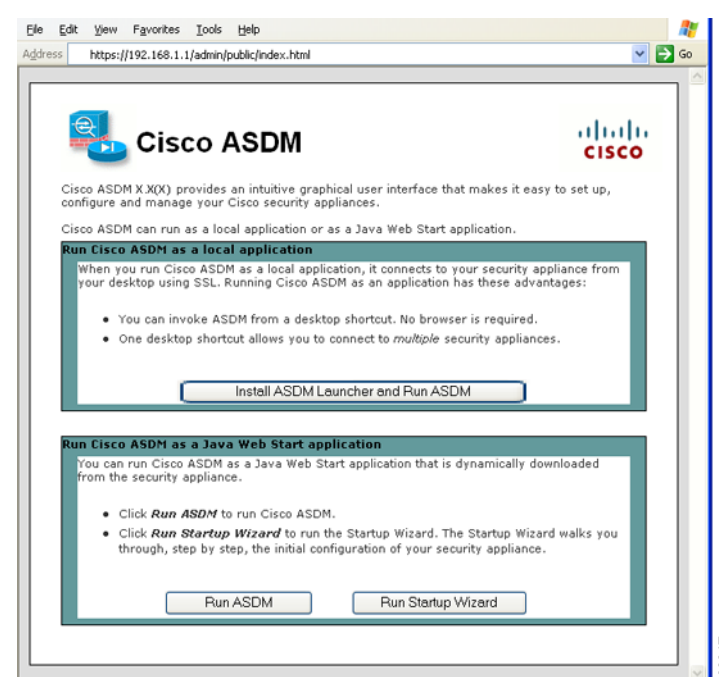 File Edit View Favorites Tools Help
Address https://192.168.1.1/admin/public/index.html Go
Cisco ASDM
CISCO
Cisco ASDM X.X(X) provides an intuitive graphical user interface that makes it easy to set up,
configure and manage your Cisco security appliances.
Cisco ASDM can run as a local application or as a Java Web Start application.
Run Cisco ASDM as a local application
When you run Cisco ASDM as a local application, it connects to your security appliance from
your desktop using SSL. Running Cisco ASDM as an application has these advantages:
• You can invoke ASDM from a desktop shortcut. No browser is required.
• One desktop shortcut allows you to connect to multiple security appliances.
Install ASDM Launcher and Run ASDM
Run Cisco ASDM as a Java Web Start application
You can run Cisco ASDM as a Java Web Start application that is dynamically downloaded
from the security appliance.
• Click Run ASDM to run Cisco ASDM.
• Click Run Startup Wizard to run the Startup Wizard. The Startup Wizard walks you
through, step by step, the initial configuration of your security appliance.
Run ASDM Run Startup Wizard